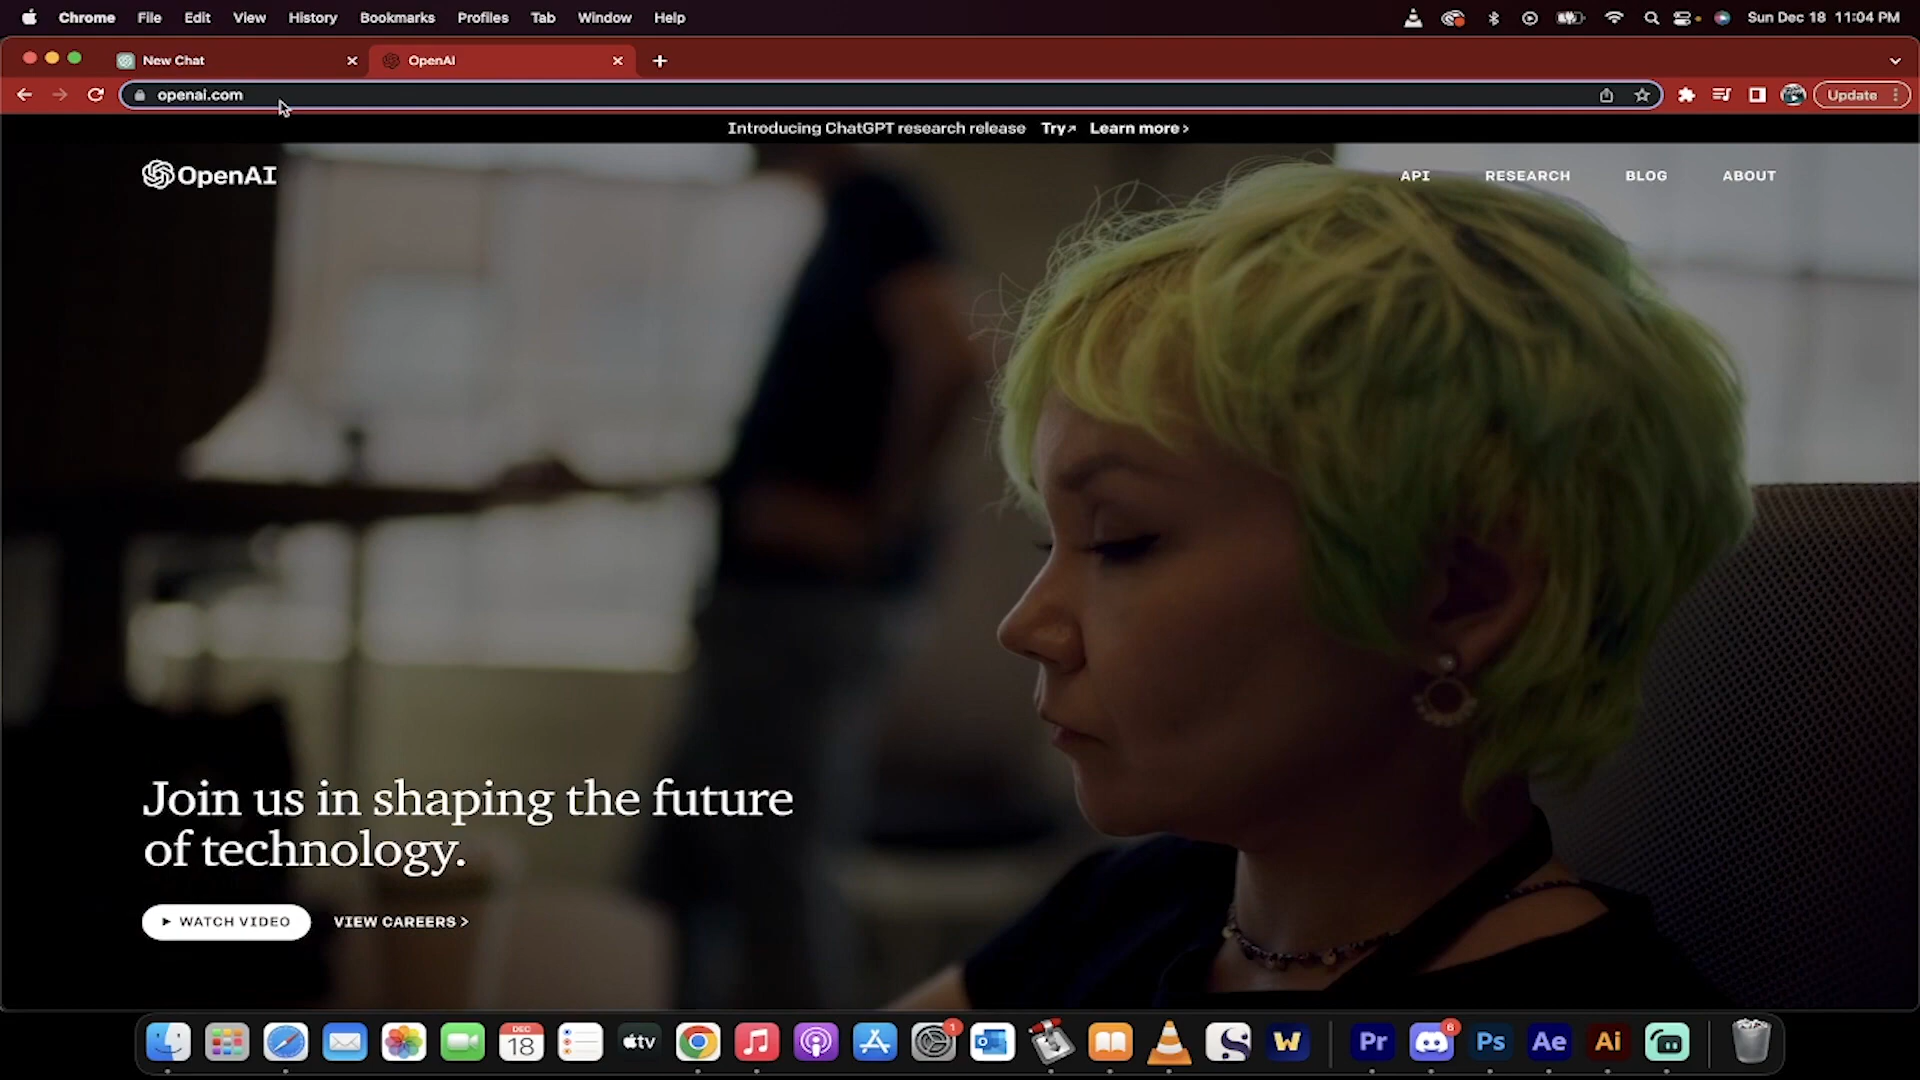 Chrome File Edit View History Bookmarks Profiles Tab Window Help Sun Dec 18 11:04 PM
New Chat OpenAI
openai.com Update
Introducing ChatGPT research release Try↗ Learn more >
OpenAI API RESEARCH BLOG ABOUT
Join us in shaping the future
of technology.
WATCH VIDEO VIEW CAREERS >
DEC
18
tv
1
W
Pr
6
Ps
Ae
Ai